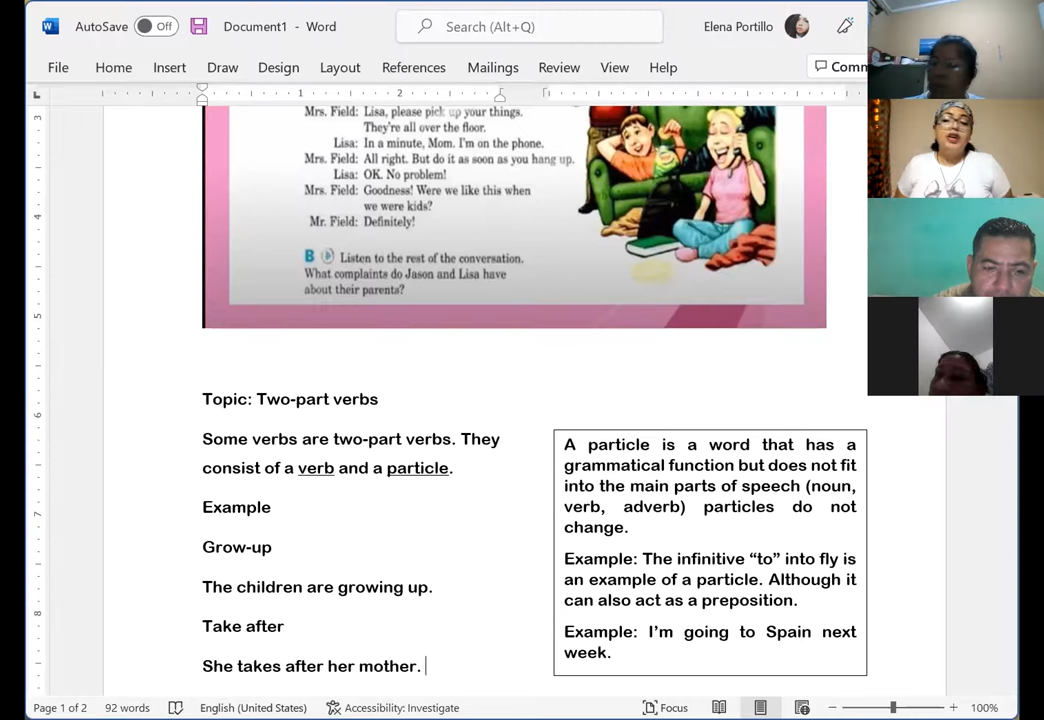 AutoSave Off Document1 - Word Search (Alt+Q) Elena Portillo
File Home Insert Draw Design Layout References Mailings Review View Help Comm
1 2
Mrs. Field: Lisa, please pick up your things.
They're all over the floor.
Lisa: In a minute, Mom. I'm on the phone.
Mrs. Field: All right. But do it as soon as you hang up.
Lisa: OK. No problem!
Mrs. Field: Goodness! Were we like this when
we were kids?
Mr. Field: Definitely!
B Listen to the rest of the conversation.
What complaints do Jason and Lisa have
about their parents?
Topic: Two-part verbs
Some verbs are two-part verbs. They
consist of a verb and a particle.
Example
Grow-up
The children are growing up.
Take after
She takes after her mother.
A particle is a word that has a
grammatical function but does not fit
into the main parts of speech (noun,
verb, adverb) particles do not
change.
Example: The infinitive “to” into fly is
an example of a particle. Although it
can also act as a preposition.
Example: I’m going to Spain next
week.
3
4
5
6
7
8
Page 1 of 2 92 words English (United States) Accessibility: Investigate Focus 100%